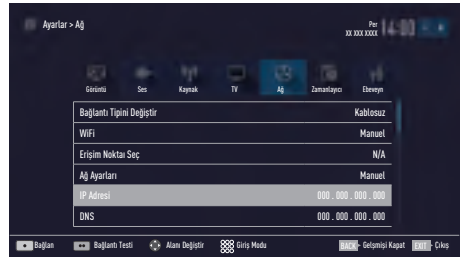 Ayarlar > Ağ
Per
XX XXX XXXX
14:00
Görüntü Ses Kaynak TV Ağ Zamanlayıcı Ebeveyn
Bağlantı Tipini Değiştir Kablosuz
WiFi Manuel
Erişim Noktaı Seç N/A
Ağ Ayarları Manuel
IP Adresi 000 . 000 . 000 . 000
DNS 000 . 000 . 000 . 000
Bağlan Bağlantı Testi Alanı Değiştir Giriş Modu BACK - Gelşmişi Kapat EXIT - Çıkış